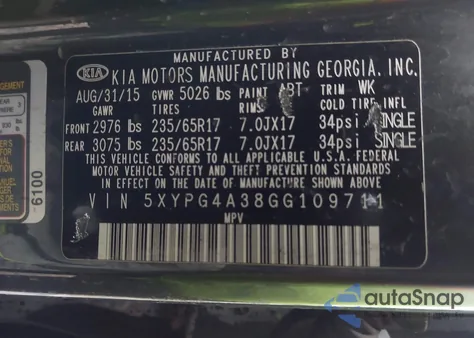 MANUFACTURED BY
KIA KIA MOTORS MANUFACTURING GEORGIA, INC.
AUG/31/15 GVWR 5026 lbs PAINT ABT TRIM WK
GAWR TIRES RIMS COLD TIRE INFL
FRONT 2976 lbs 235/65R17 7.0JX17 34psi SINGLE
REAR 3075 lbs 235/65R17 7.0JX17 34psi SINGLE
THIS VEHICLE CONFORMS TO ALL APPLICABLE U.S.A. FEDERAL
MOTOR VEHICLE SAFETY AND THEFT PREVENTION STANDARDS
IN EFFECT ON THE DATE OF MANUFACTURE SHOWN ABOVE.
VIN 5XYPG4A38GG109711
MPV
6100
autoSnap